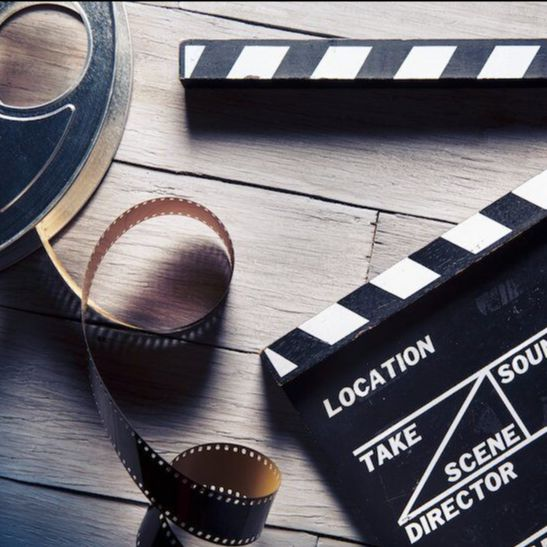 LOCATION
SOUN
TAKE
SCENE
DIRECTOR